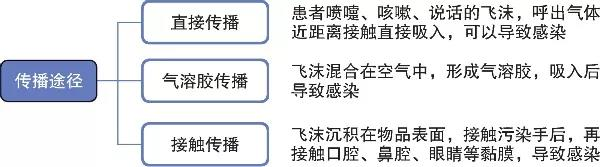 传播途径
直接传播
患者喷嚏、咳嗽、说话的飞沫，呼出气体
近距离接触直接吸入，可以导致感染
气溶胶传播
飞沫混合在空气中，形成气溶胶，吸入后
导致感染
接触传播
飞沫沉积在物品表面，接触污染手后，再
接触口腔、鼻腔、眼睛等黏膜，导致感染